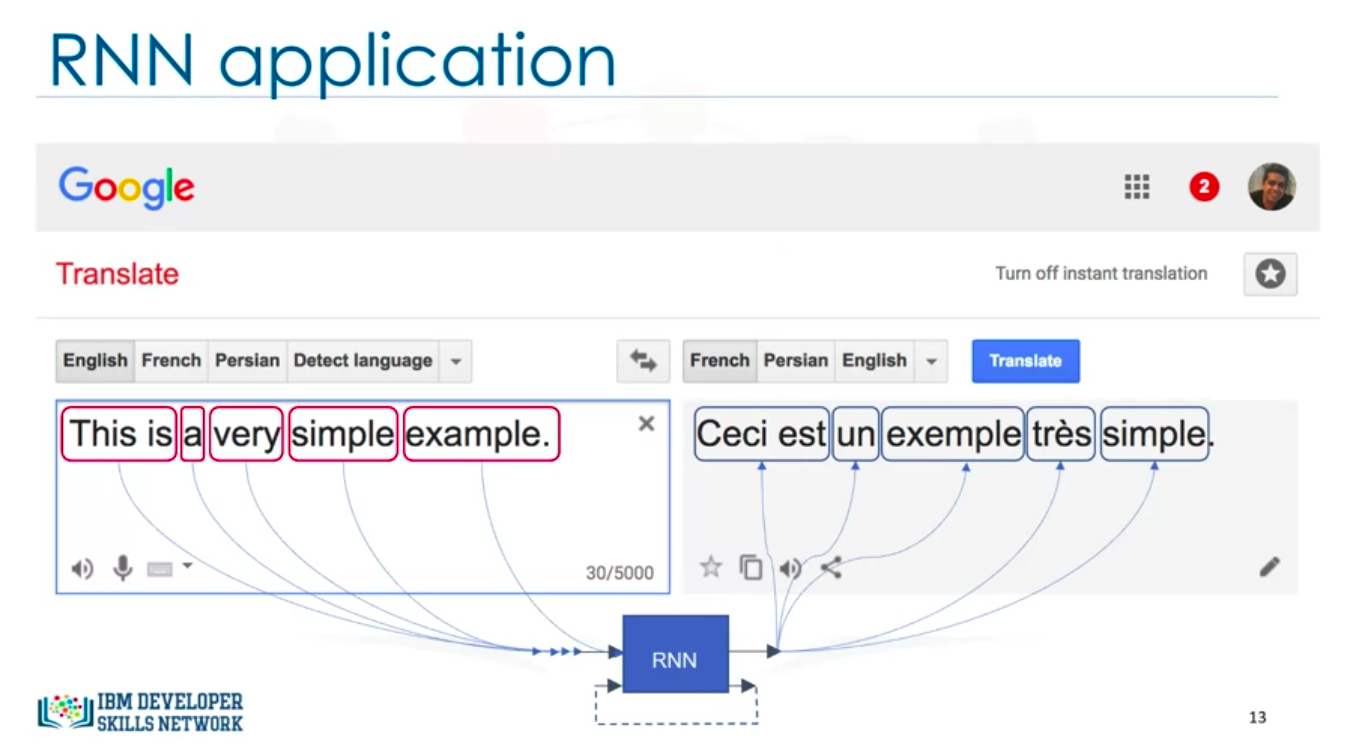 RNN application
Google
2
Translate
Turn off instant translation
English French Persian Detect language
French Persian English
Translate
This is a very simple example.
Ceci est un exemple très simple.
30/5000
RNN
IBM DEVELOPER
SKILLS NETWORK
13